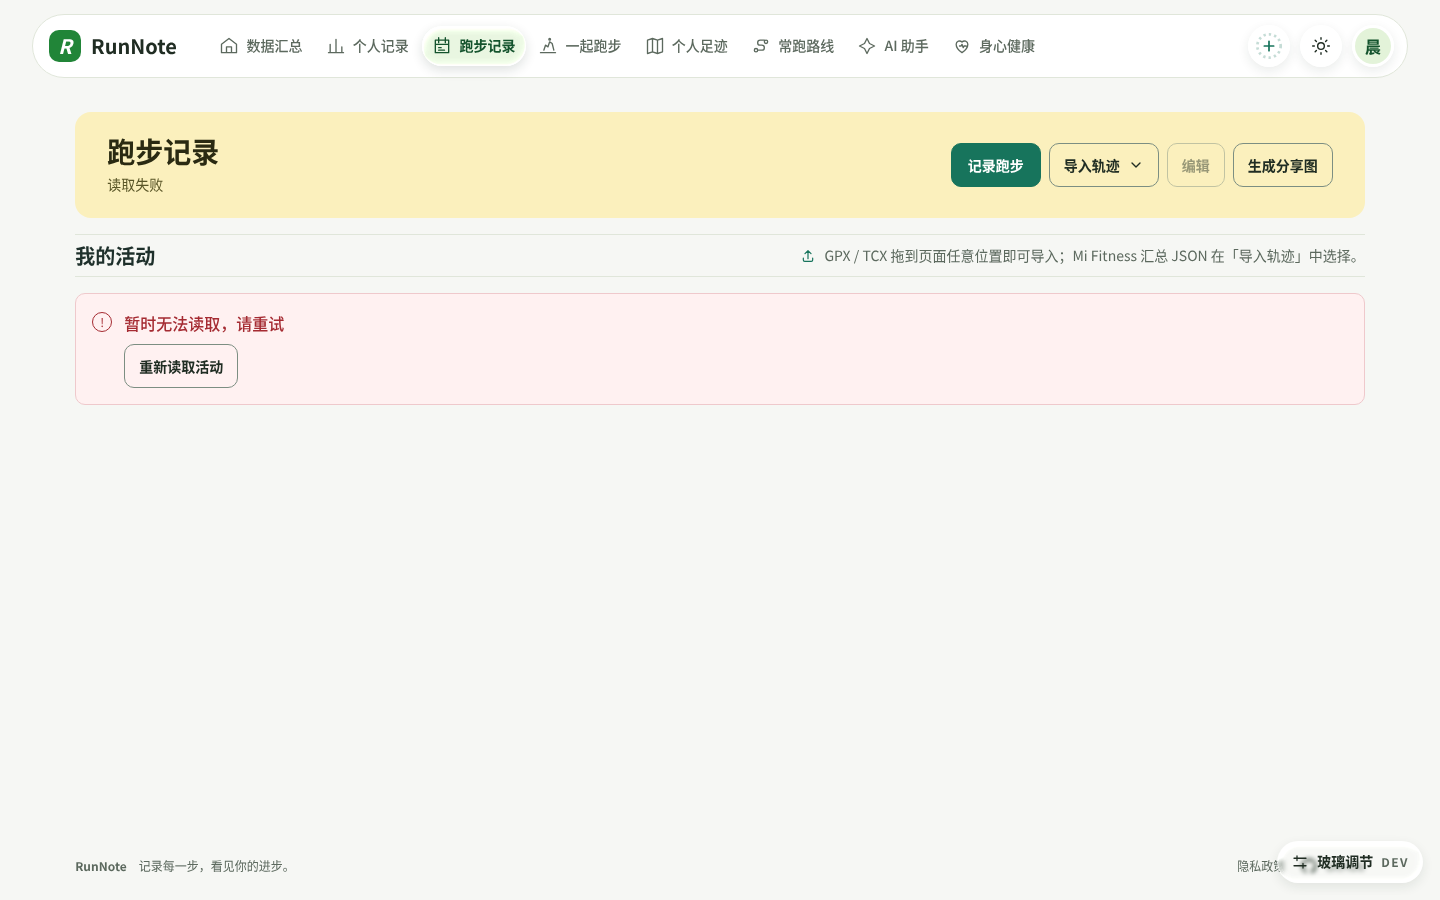 R RunNote 数据汇总 个人记录 跑步记录 一起跑步 个人足迹 常跑路线 AI 助手 身心健康 晨
跑步记录
读取失败
记录跑步 导入轨迹 编辑 生成分享图
我的活动
GPX / TCX 拖到页面任意位置即可导入；Mi Fitness 汇总 JSON 在「导入轨迹」中选择。
暂时无法读取，请重试
重新读取活动
RunNote 记录每一步，看见你的进步。
隐私政策
玻璃调节 DEV